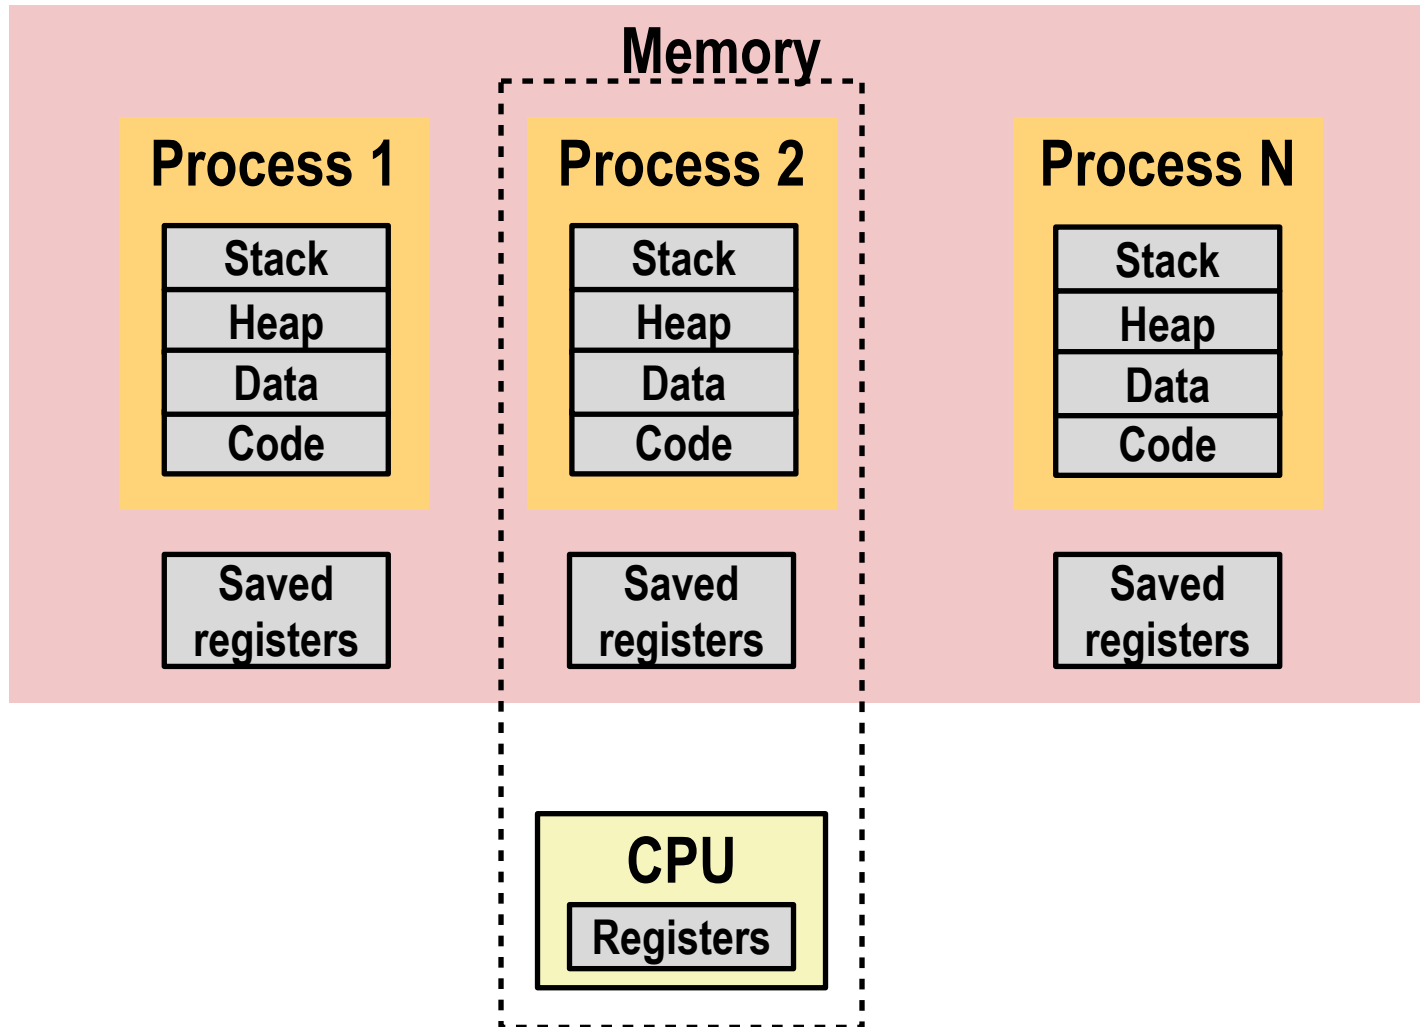 Memory
Process 1
Stack
Heap
Data
Code
Saved
registers
Process 2
Stack
Heap
Data
Code
Saved
registers
Process N
Stack
Heap
Data
Code
Saved
registers
CPU
Registers